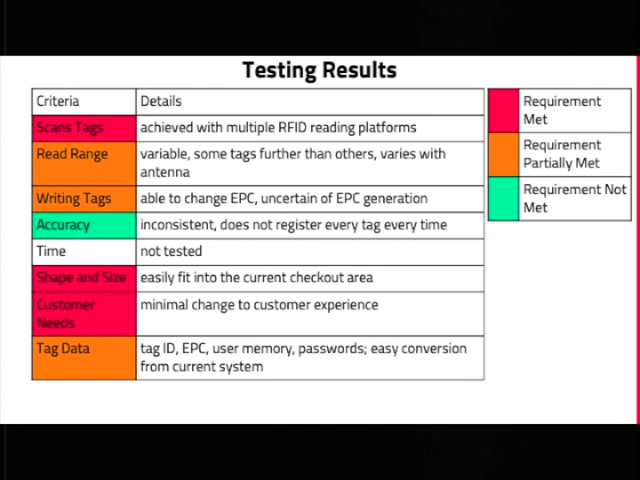 Testing Results
Criteria Details
Scans Tags achieved with multiple RFID reading platforms
Read Range variable, some tags further than others, varies with
antenna
Writing Tags able to change EPC, uncertain of EPC generation
Accuracy inconsistent, does not register every tag every time
Time not tested
Shape and Size easily fit into the current checkout area
Customer minimal change to customer experience
Needs
Tag Data tag ID, EPC, user memory, passwords; easy conversion
from current system
Requirement
Met
Requirement
Partially Met
Requirement Not
Met